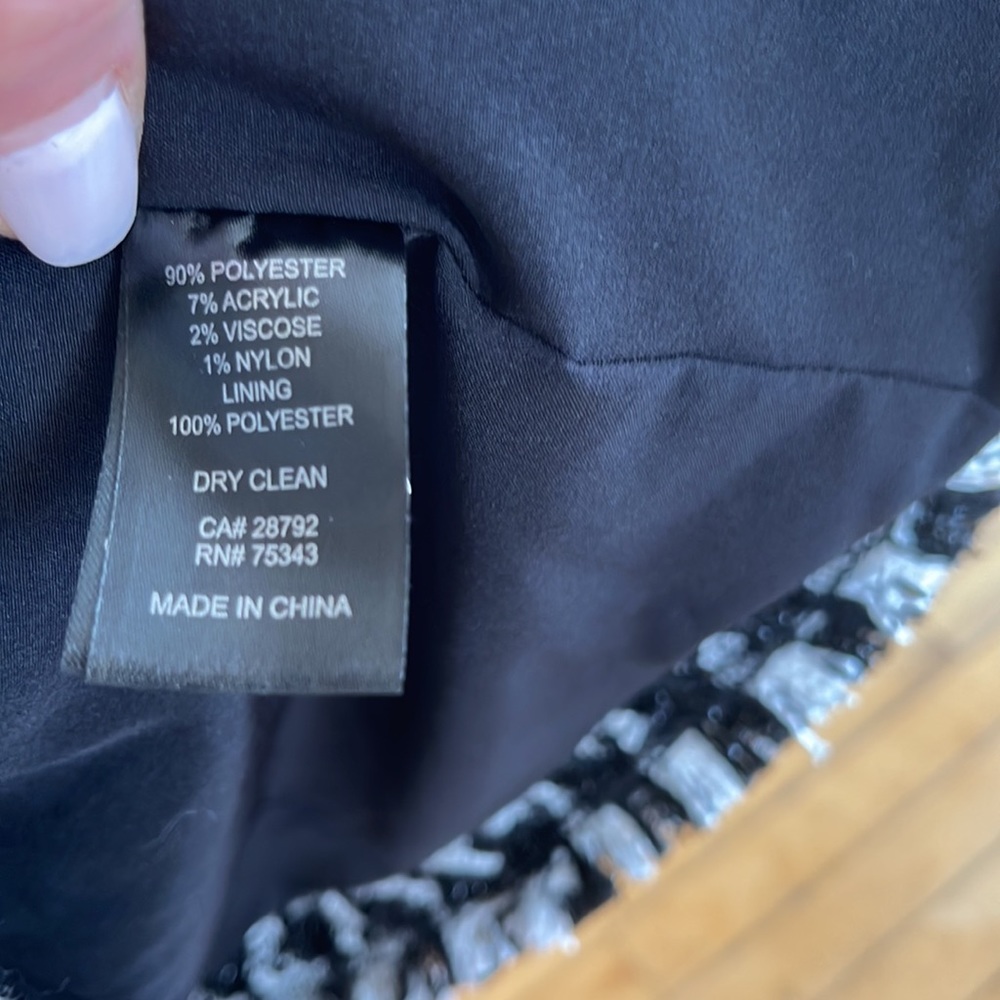 90% POLYESTER
7% ACRYLIC
2% VISCOSE
1% NYLON
LINING
100% POLYESTER
DRY CLEAN
CA# 28792
RN# 75343
MADE IN CHINA